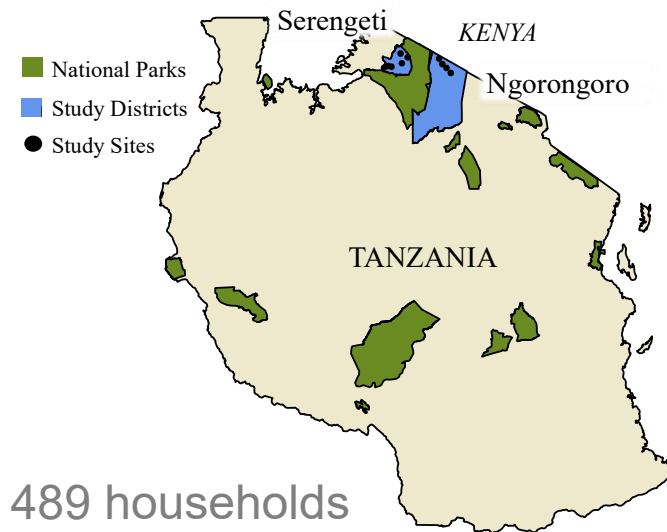 Serengeti
KENYA
National Parks
Ngorongoro
Study Districts
Study Sites
TANZANIA
489 households